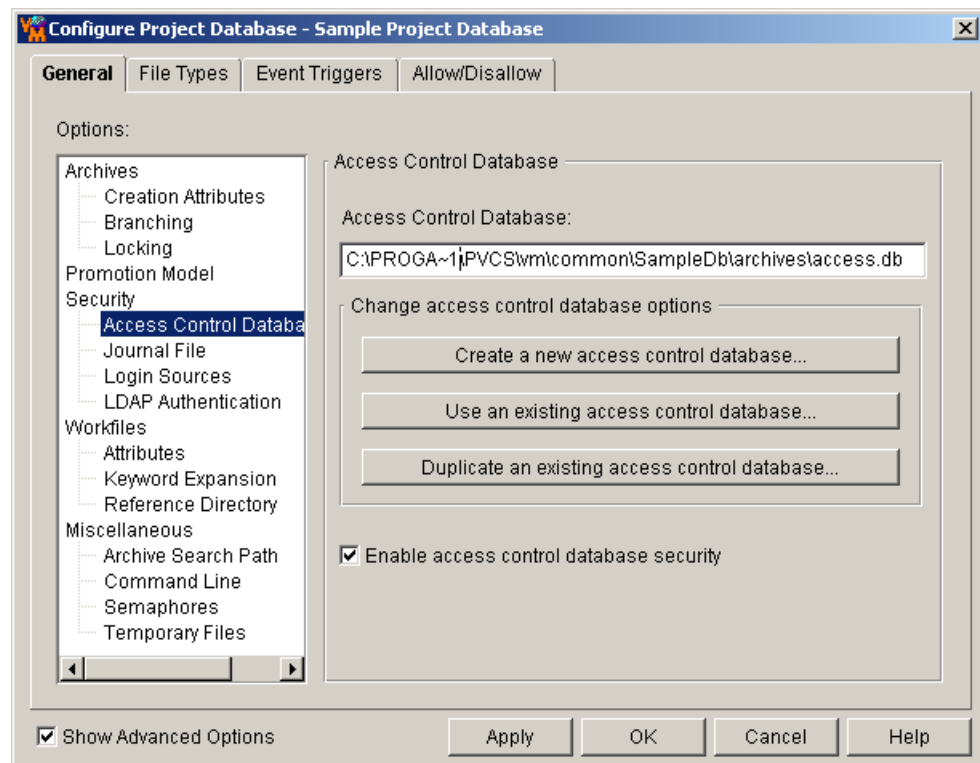 Configure Project Database - Sample Project Database
General File Types Event Triggers Allow/Disallow
Options:
Archives
Creation Attributes
Branching
Locking
Promotion Model
Security
Access Control Databa
Journal File
Login Sources
LDAP Authentication
Workfiles
Attributes
Keyword Expansion
Reference Directory
Miscellaneous
Archive Search Path
Command Line
Semaphores
Temporary Files
Access Control Database
Access Control Database:
C:\PROGA~1\PVCS\vm\common\SampleDb\archives\access.db
Change access control database options
Create a new access control database...
Use an existing access control database...
Duplicate an existing access control database...
Enable access control database security
Show Advanced Options
Apply OK Cancel Help